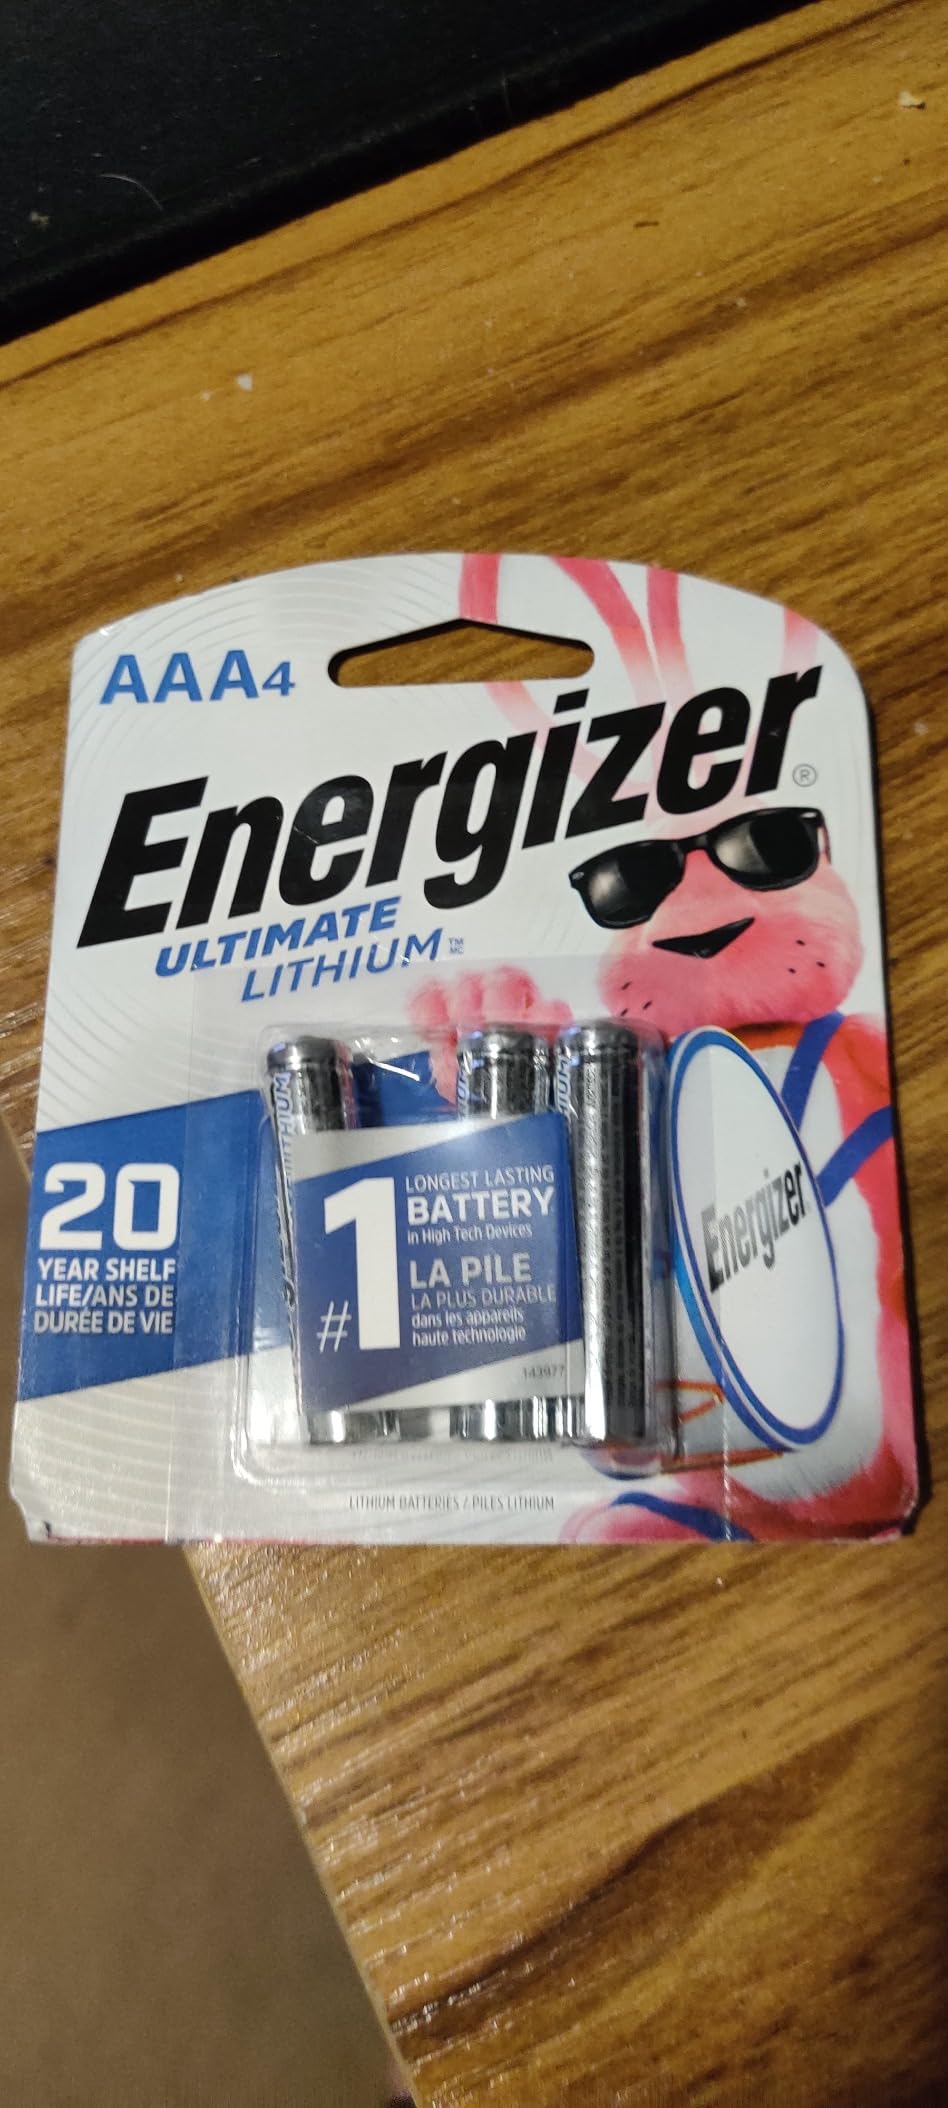 AAA4
Energizer®
ULTIMATE
LITHIUM™ MC
20
YEAR SHELF
LIFE/ANS DE
DURÉE DE VIE
LITHIUM
#1
LONGEST LASTING
BATTERY
in High Tech Devices
LA PILE
LA PLUS DURABLE
dans les appareils
haute technologie
143977
Energizer
LITHIUM BATTERIES / PILES LITHIUM